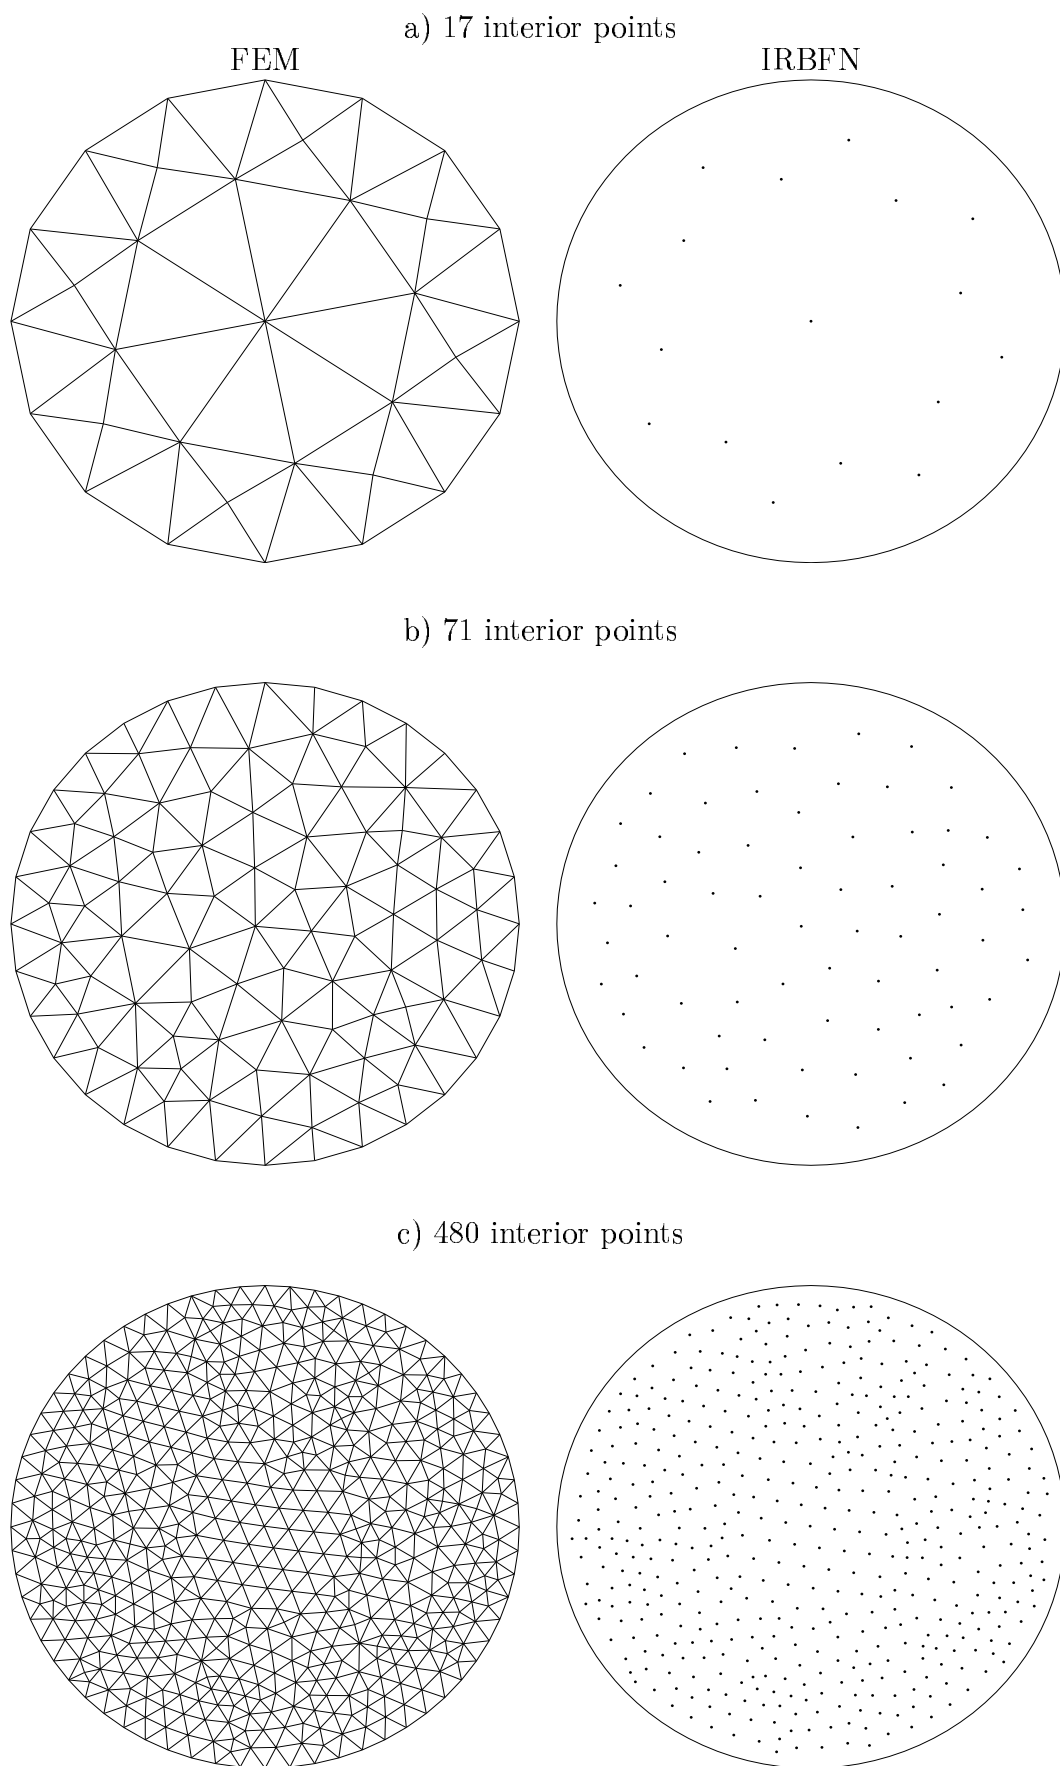 a) 17 interior points
FEM
IRBFN
b) 71 interior points
c) 480 interior points